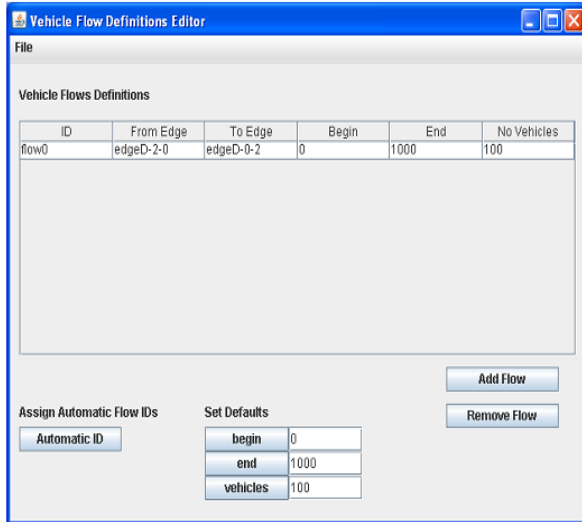 Vehicle Flow Definitions Editor
File
Vehicle Flows Definitions
ID From Edge To Edge Begin End No Vehicles
flow0 edgeD-2-0 edgeD-0-2 0 1000 100
Add Flow
Assign Automatic Flow IDs Set Defaults Remove Flow
Automatic ID begin 0
end 1000
vehicles 100